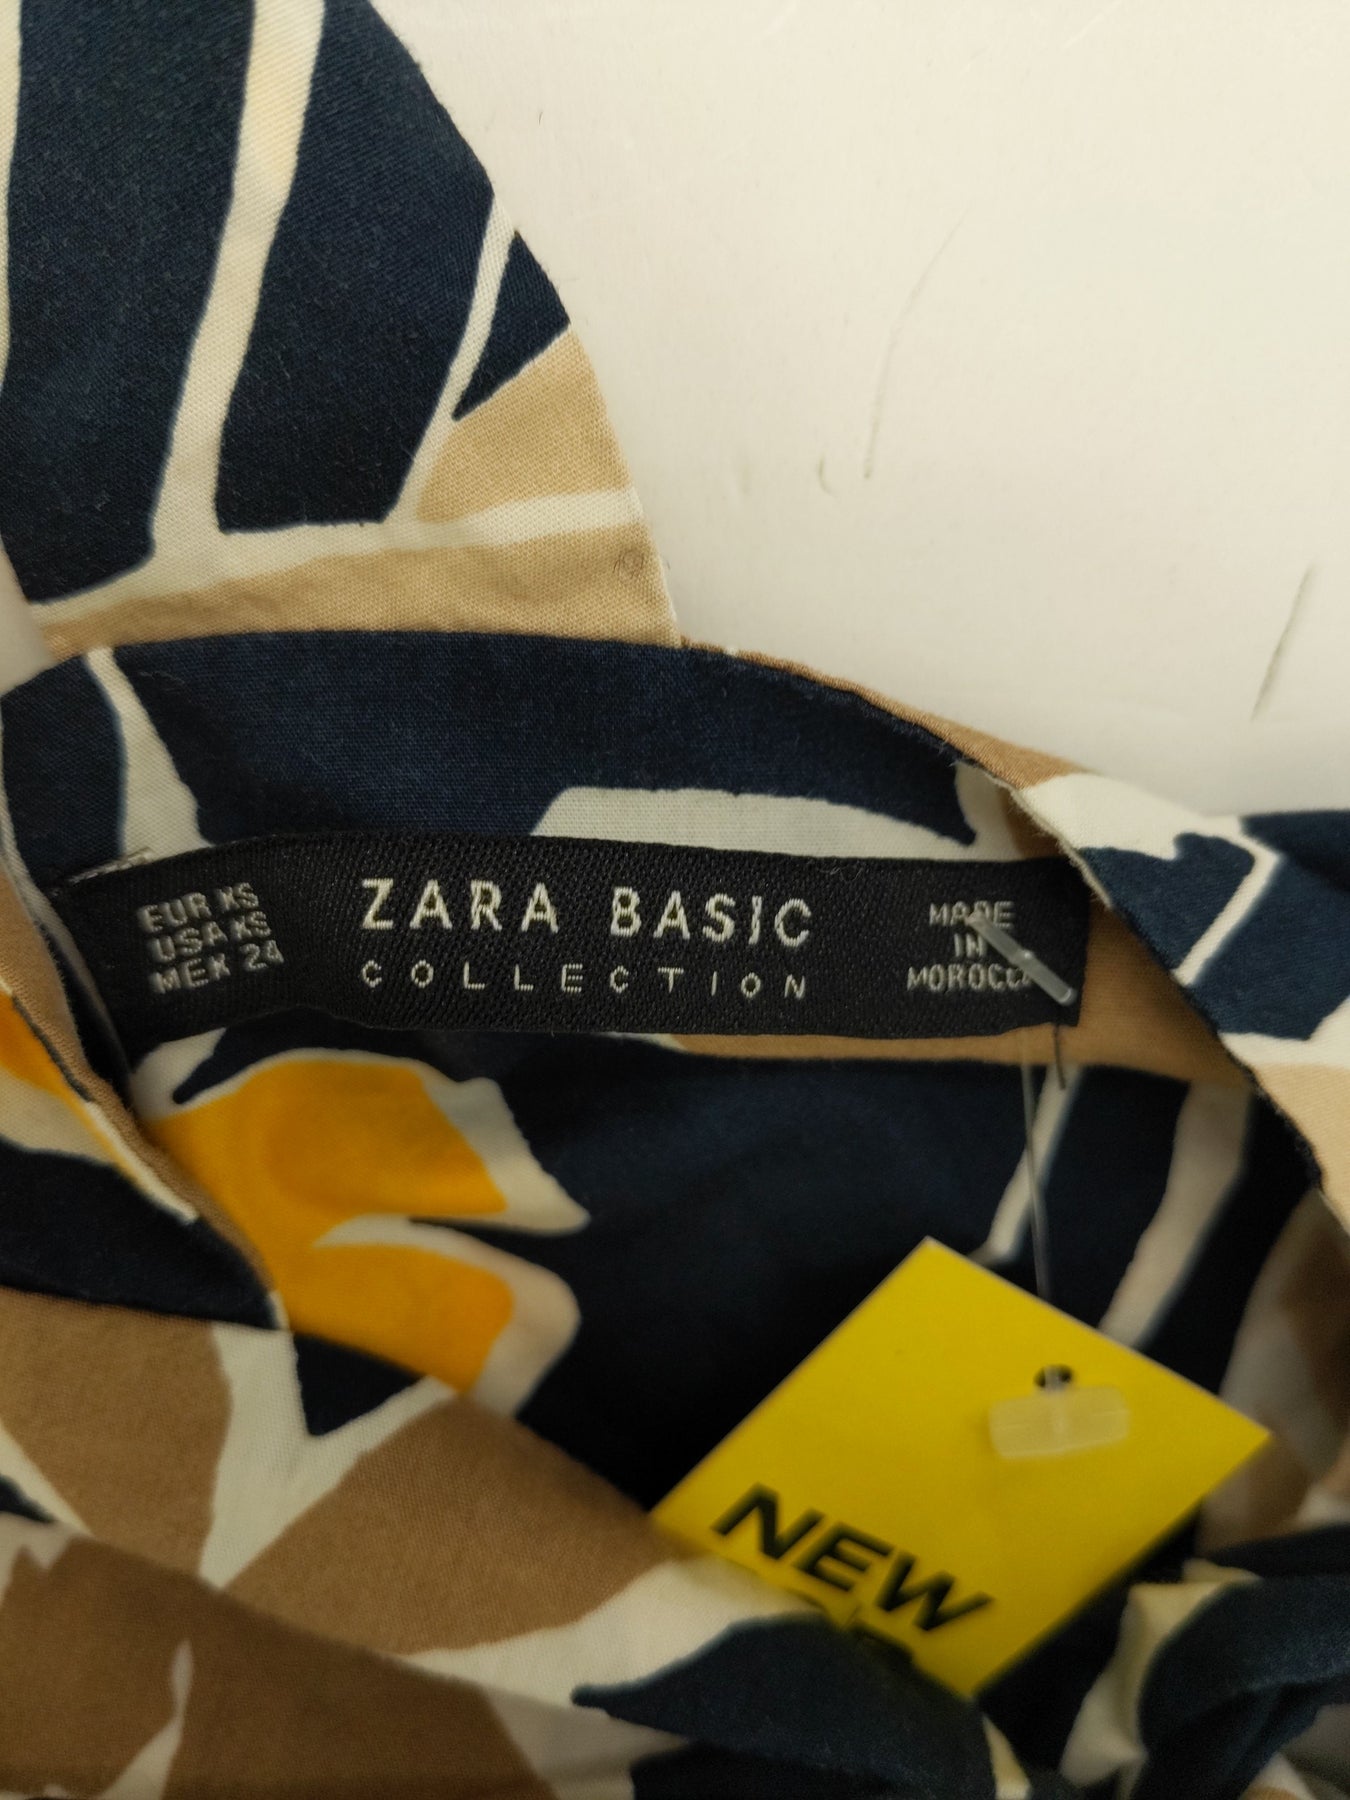 EUR XS
USA XS
MEX 24
ZARA BASIC
COLLECTION
MADE
IN
MOROCCO
NEW